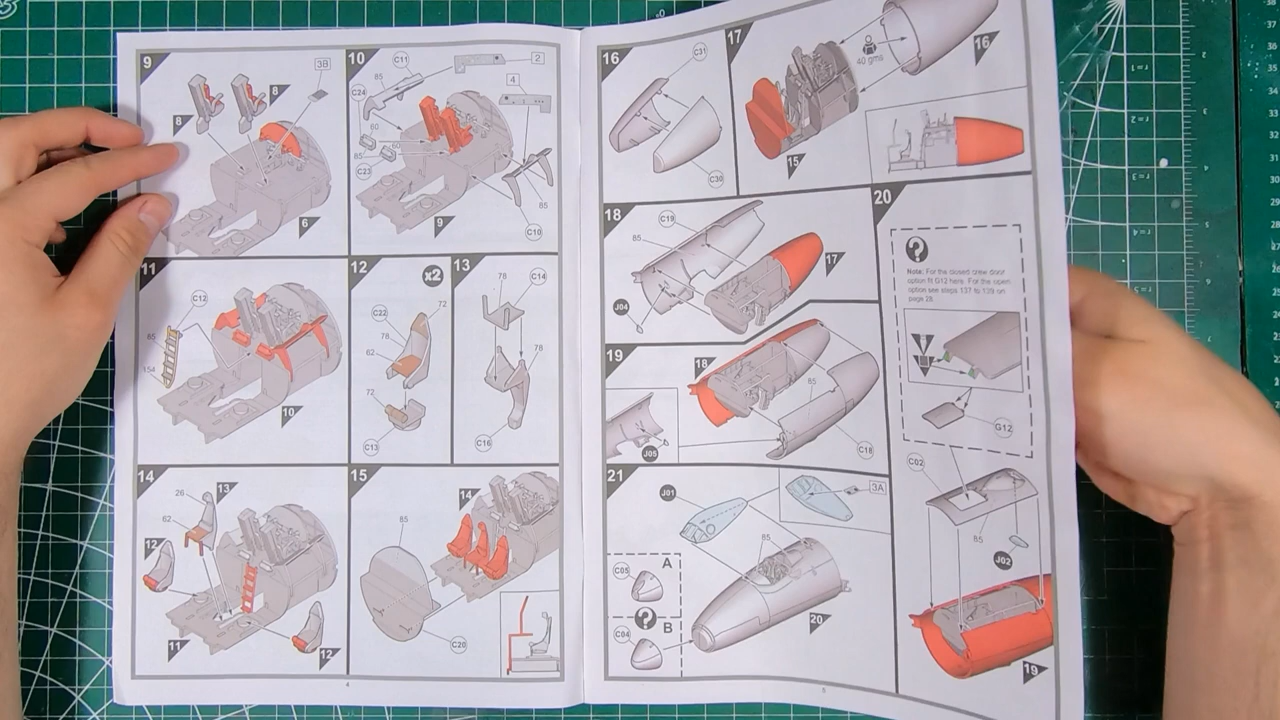 9
8
8
3B
6
10
C11
2
85
C24
4
60
60
85
C23
85
9
C10
11
C12
85
154
10
12
x2
72
C22
78
62
72
C13
13
78
C14
78
C16
14
26
13
62
12
11
12
15
14
85
C20
4
16
C31
C30
17
16
40 gms
15
18
C19
85
17
J04
19
18
85
J05
C18
20
?
Note: For the closed crew door
option fit G12 here. For the open
option see steps 137 to 139 on
page 28.
G12
C02
85
J02
19
21
J01
3A
85
A
C05
?
B
C04
20
5